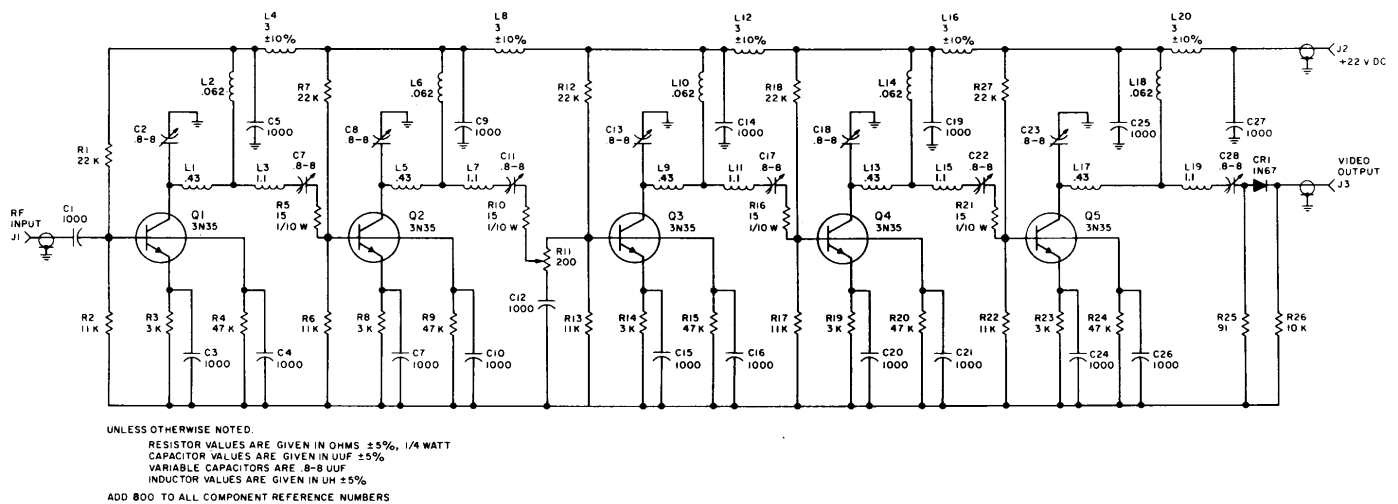 L4
3
±10%
L8
3
±10%
L12
3
±10%
L16
3
±10%
L20
3
±10%
J2
+22 V DC
L2
.062
R7
22 K
L6
.062
R12
22 K
L10
.062
R18
22 K
L14
.062
R27
22 K
L18
.062
C2
.8-8
C5
1000
C8
.8-8
C9
1000
C13
.8-8
C14
1000
C18
.8-8
C19
1000
C23
.8-8
C25
1000
C27
1000
R1
22 K
L1
.43
L3
1.1
C7
.8-8
L5
.43
L7
1.1
C11
.8-8
L9
.43
L11
1.1
C17
.8-8
L13
.43
L15
1.1
C22
.8-8
L17
.43
L19
1.1
C28
.8-8
CR1
1N67
VIDEO
OUTPUT
J3
RF
INPUT
J1
C1
1000
Q1
3N35
R5
15
1/10 W
Q2
3N35
R10
15
1/10 W
R11
200
Q3
3N35
R16
15
1/10 W
Q4
3N35
R21
15
1/10 W
Q5
3N35
C12
1000
R2
11 K
R3
3 K
R4
47 K
R6
11 K
R8
3 K
R9
47 K
R13
11 K
R14
3 K
R15
47 K
R17
11 K
R19
3 K
R20
47 K
R22
11 K
R23
3 K
R24
47 K
R25
91
R26
10 K
C3
1000
C4
1000
C7
1000
C10
1000
C15
1000
C16
1000
C20
1000
C21
1000
C24
1000
C26
1000
UNLESS OTHERWISE NOTED:
RESISTOR VALUES ARE GIVEN IN OHMS ±5%, 1/4 WATT
CAPACITOR VALUES ARE GIVEN IN UUF ±5%
VARIABLE CAPACITORS ARE .8-8 UUF
INDUCTOR VALUES ARE GIVEN IN UH ±5%
ADD 800 TO ALL COMPONENT REFERENCE NUMBERS